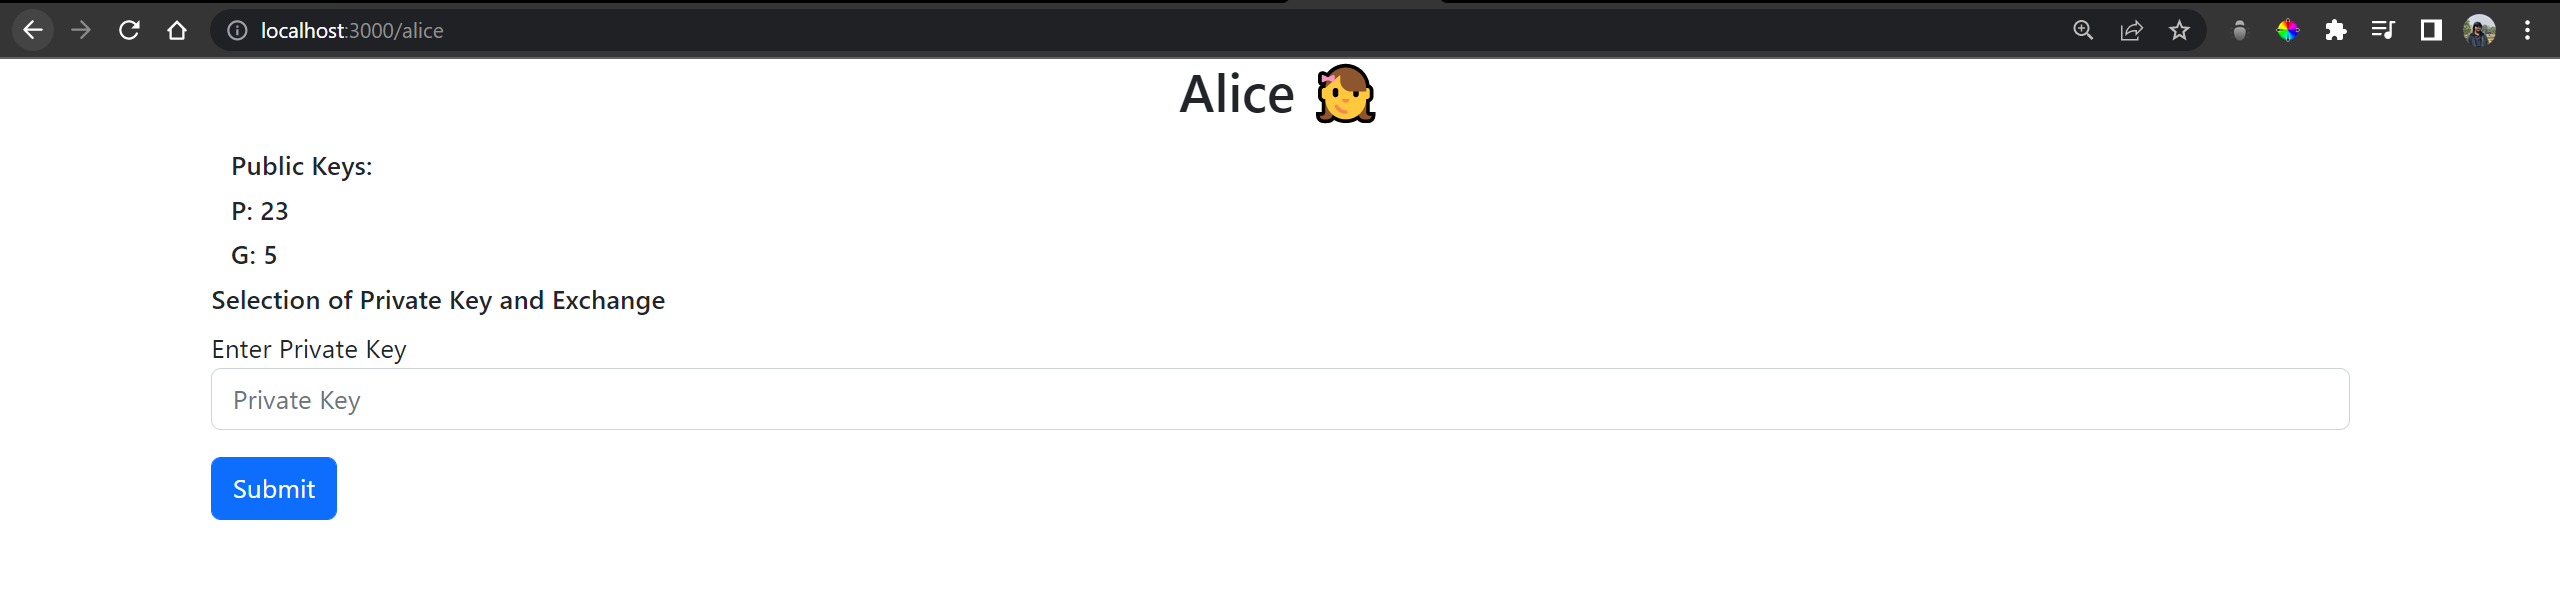 localhost:3000/alice
Alice
Public Keys:
P: 23
G: 5
Selection of Private Key and Exchange
Enter Private Key
Private Key
Submit